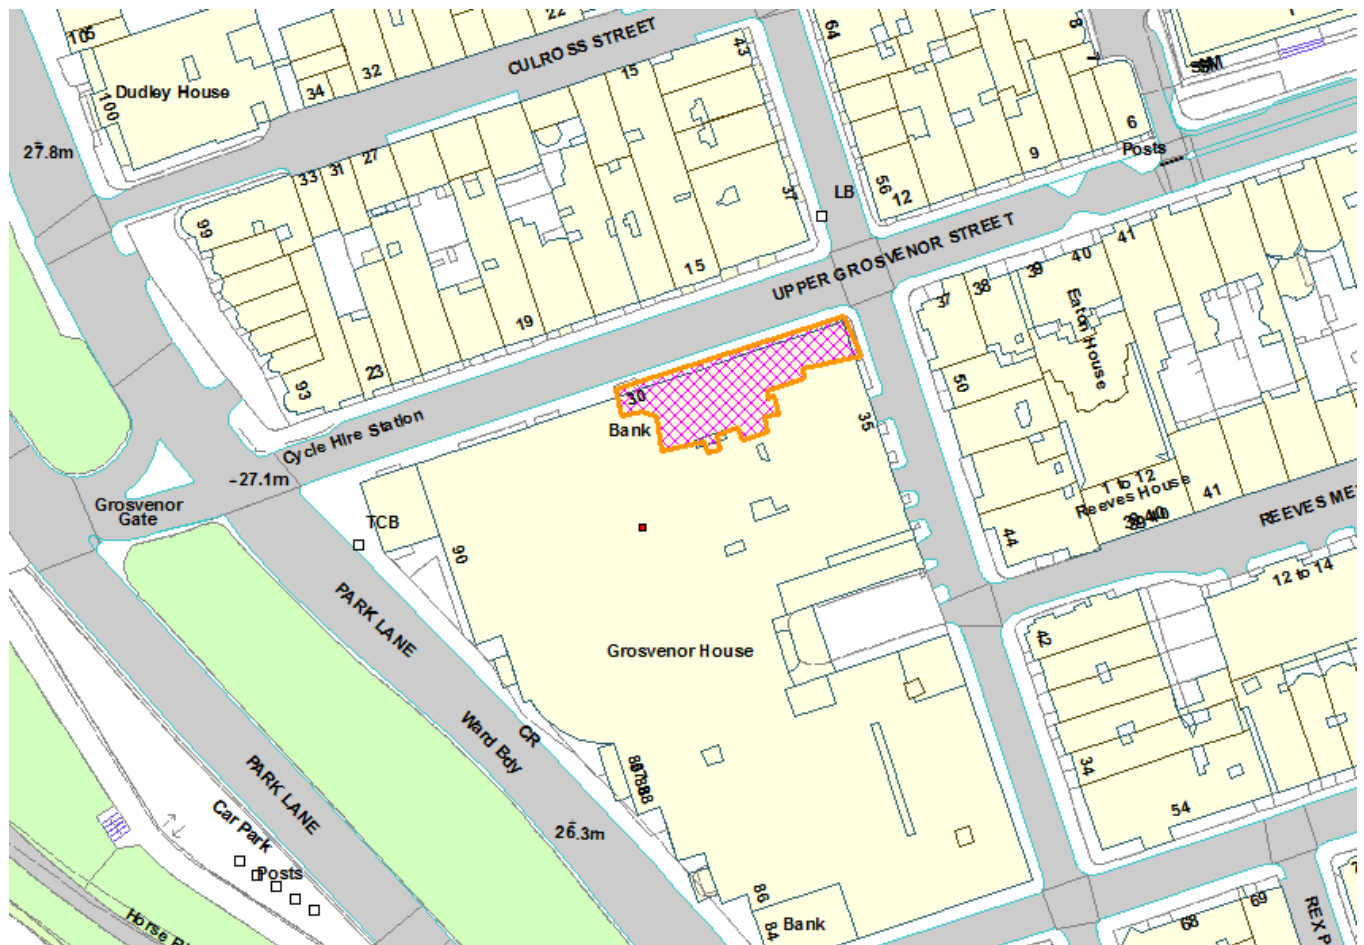 105
22
CULROSS STREET
43
64
8
7
32
15
34
Dudley House
100
6
Posts
9
27.8m
33
31
27
56
12
37
LB
99
UPPER GROSVENOR STREET
41
40
39
38
37
15
Eaton House
19
23
93
50
30
Bank
35
Cycle Hire Station
27.1m
Grosvenor
Gate
TCB
90
1 to 12
Reeves House
41
39 40
44
REEVES ME
12 to 14
PARK LANE
42
Grosvenor House
CR
Ward Bdy
PARK LANE
34
54
Car Park
26.3m
Posts
86
84
Bank
68
69
REX P
Horse R